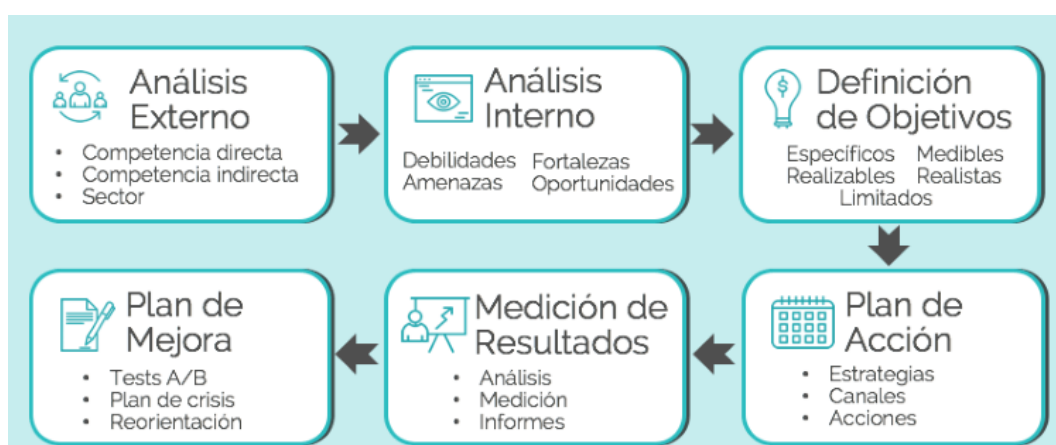 Análisis
Externo
• Competencia directa
• Competencia indirecta
• Sector
Análisis
Interno
Debilidades Fortalezas
Amenazas Oportunidades
Definición
de Objetivos
Específicos Medibles
Realizables Realistas
Limitados
Plan de
Acción
• Estrategias
• Canales
• Acciones
Medición de
Resultados
• Análisis
• Medición
• Informes
Plan de
Mejora
• Tests A/B
• Plan de crisis
• Reorientación